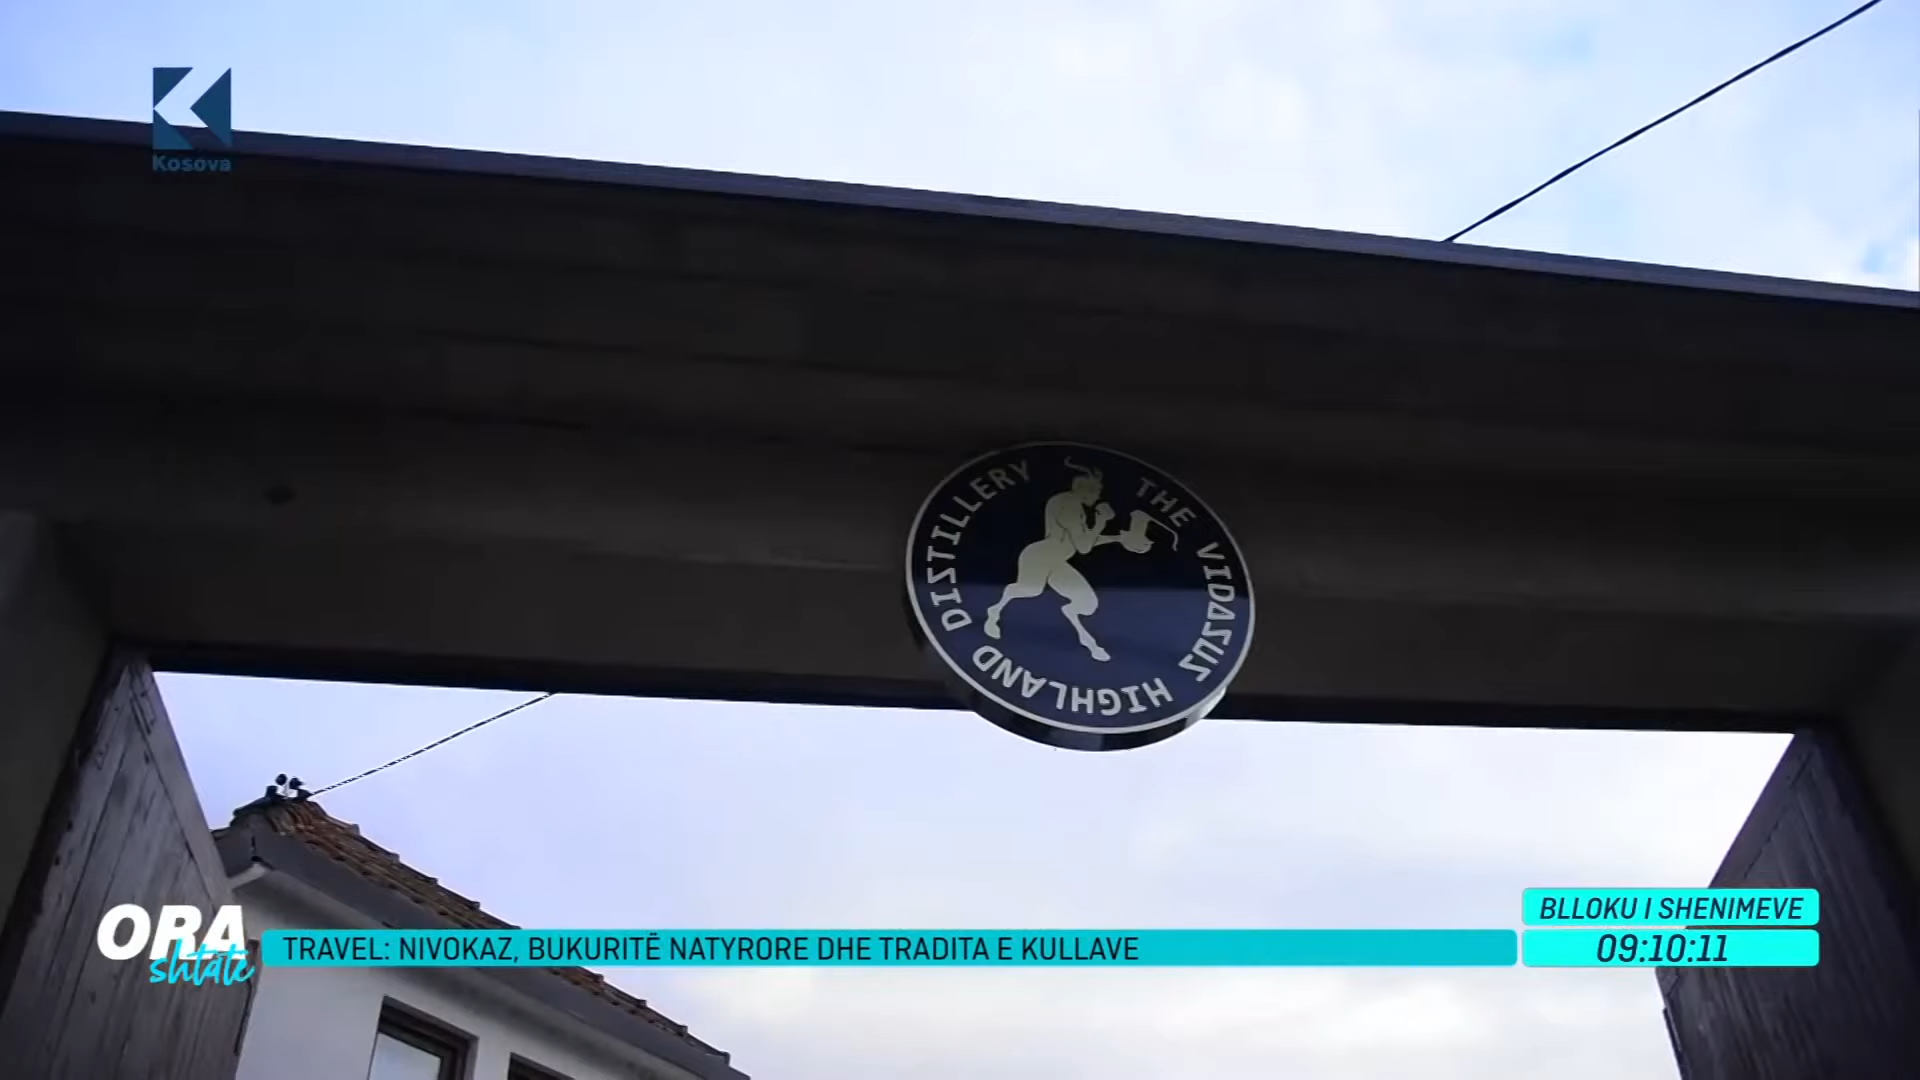 Kosova
THE VIDASUS HIGHLAND DISTILLERY
BLLOKU I SHENIMEVE
ORA
shtatë
TRAVEL: NIVOKAZ, BUKURITË NATYRORE DHE TRADITA E KULLAVE
09:10:11